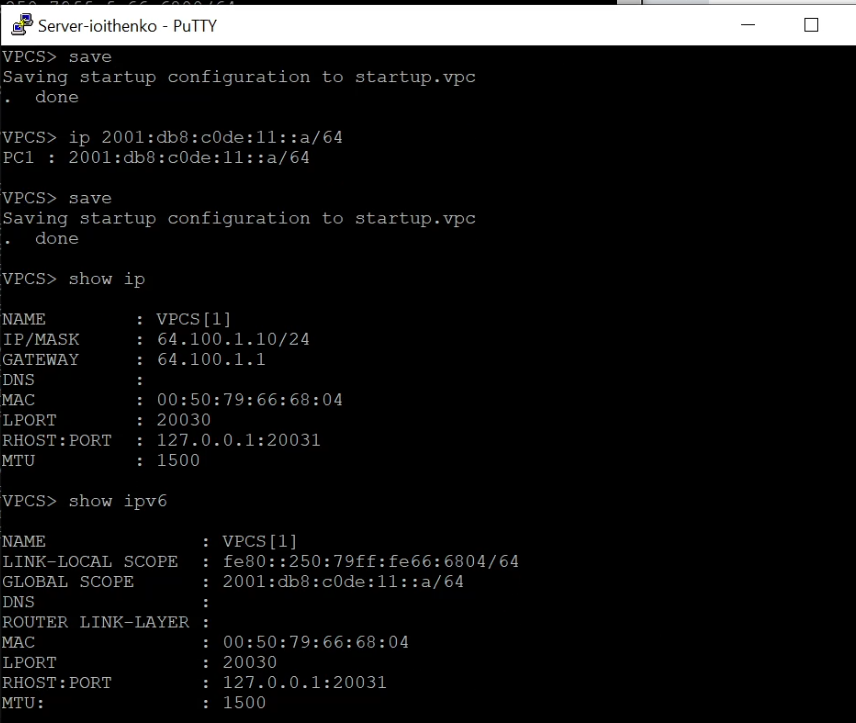 Server-ioithenko - PuTTY
VPCS> save
Saving startup configuration to startup.vpc
.  done
VPCS> ip 2001:db8:c0de:11::a/64
PC1 : 2001:db8:c0de:11::a/64
VPCS> save
Saving startup configuration to startup.vpc
.  done
VPCS> show ip
NAME        : VPCS[1]
IP/MASK     : 64.100.1.10/24
GATEWAY     : 64.100.1.1
DNS         :
MAC         : 00:50:79:66:68:04
LPORT       : 20030
RHOST:PORT  : 127.0.0.1:20031
MTU         : 1500
VPCS> show ipv6
NAME              : VPCS[1]
LINK-LOCAL SCOPE  : fe80::250:79ff:fe66:6804/64
GLOBAL SCOPE      : 2001:db8:c0de:11::a/64
DNS               :
ROUTER LINK-LAYER :
MAC               : 00:50:79:66:68:04
LPORT             : 20030
RHOST:PORT        : 127.0.0.1:20031
MTU:              : 1500